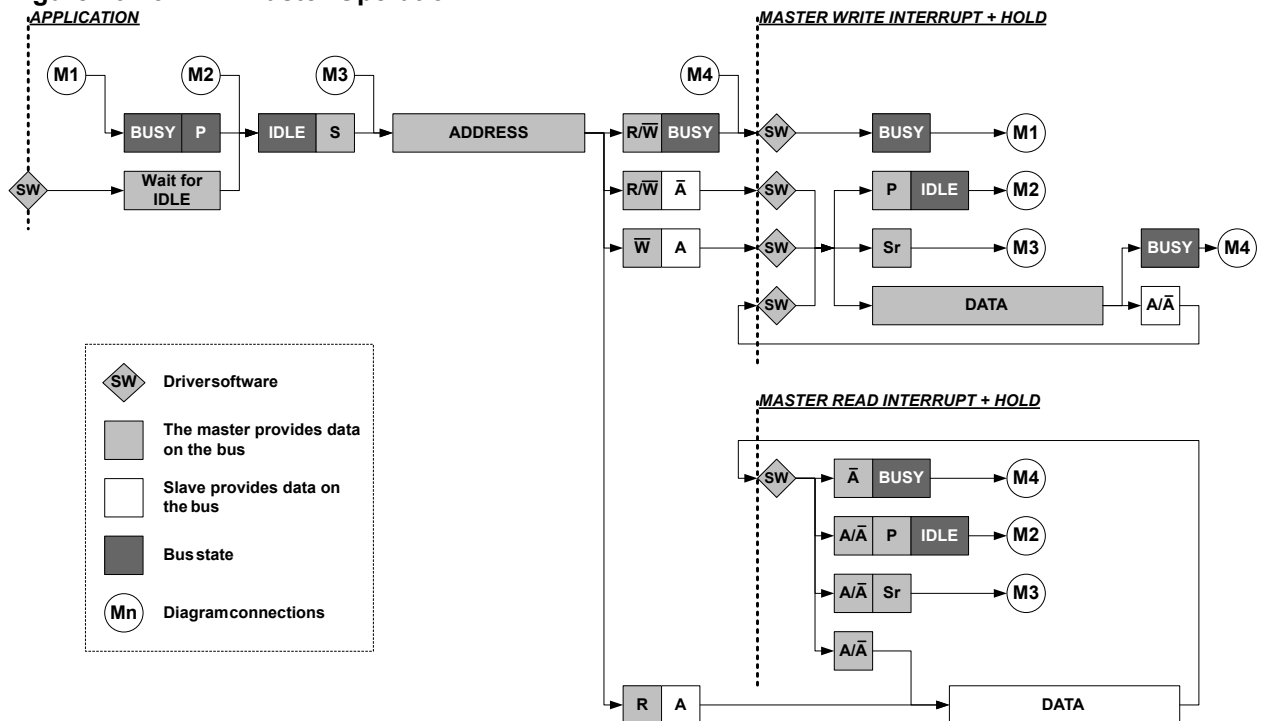 APPLICATION
MASTER WRITE INTERRUPT + HOLD
M1
M2
M3
M4
BUSY P
IDLE S
ADDRESS
R/W̅ BUSY
SW
BUSY
M1
SW
Wait for
IDLE
R/W̅ A̅
SW
P IDLE
M2
W̅ A
SW
Sr
M3
BUSY
M4
SW
DATA
A/A̅
SW
Driversoftware
The master provides data
on the bus
Slave provides data on
the bus
Bus state
Mn
Diagramconnections
MASTER READ INTERRUPT + HOLD
SW
A̅ BUSY
M4
A/A̅ P IDLE
M2
A/A̅ Sr
M3
A/A̅
R A
DATA